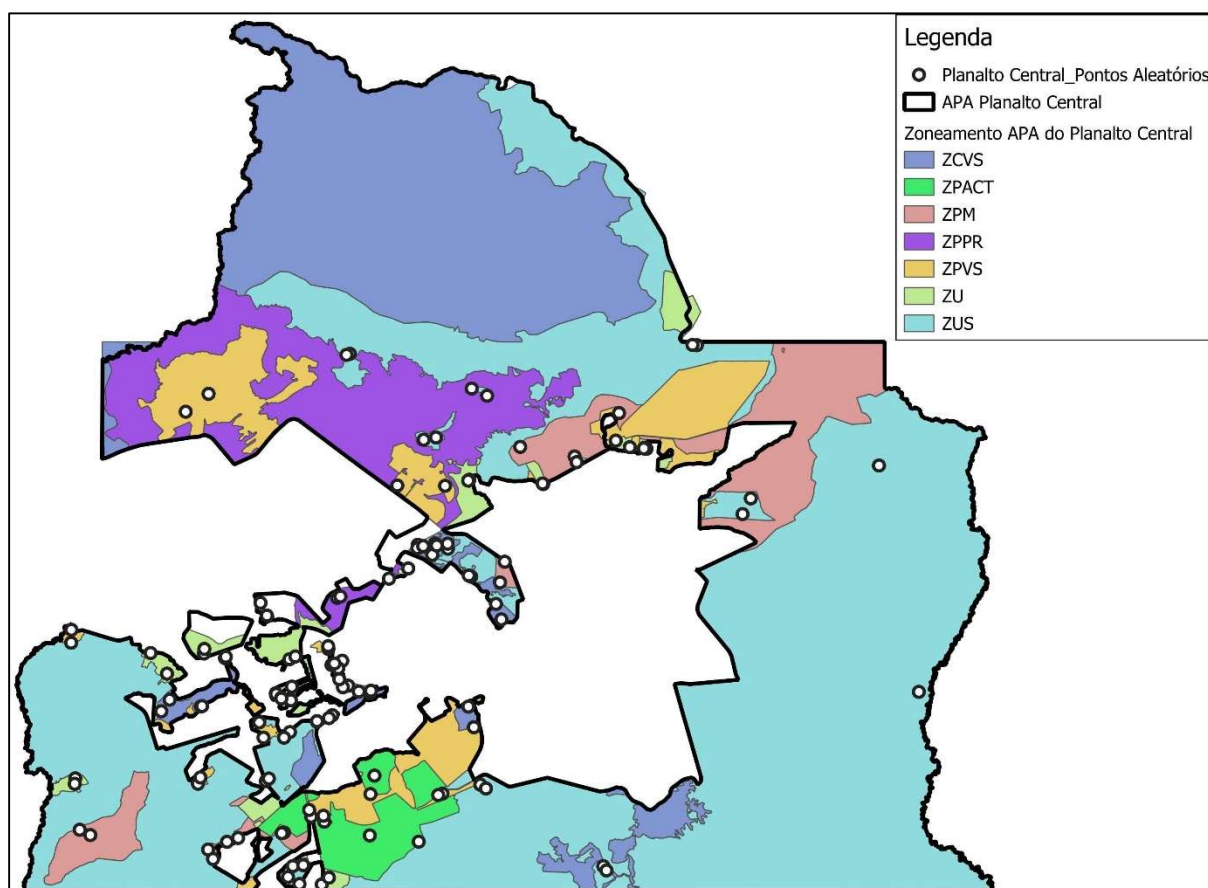 Legenda
Planalto Central_Pontos Aleatórios
APA Planalto Central
Zoneamento APA do Planalto Central
ZCVS
ZPACT
ZPM
ZPPR
ZPVS
ZU
ZUS